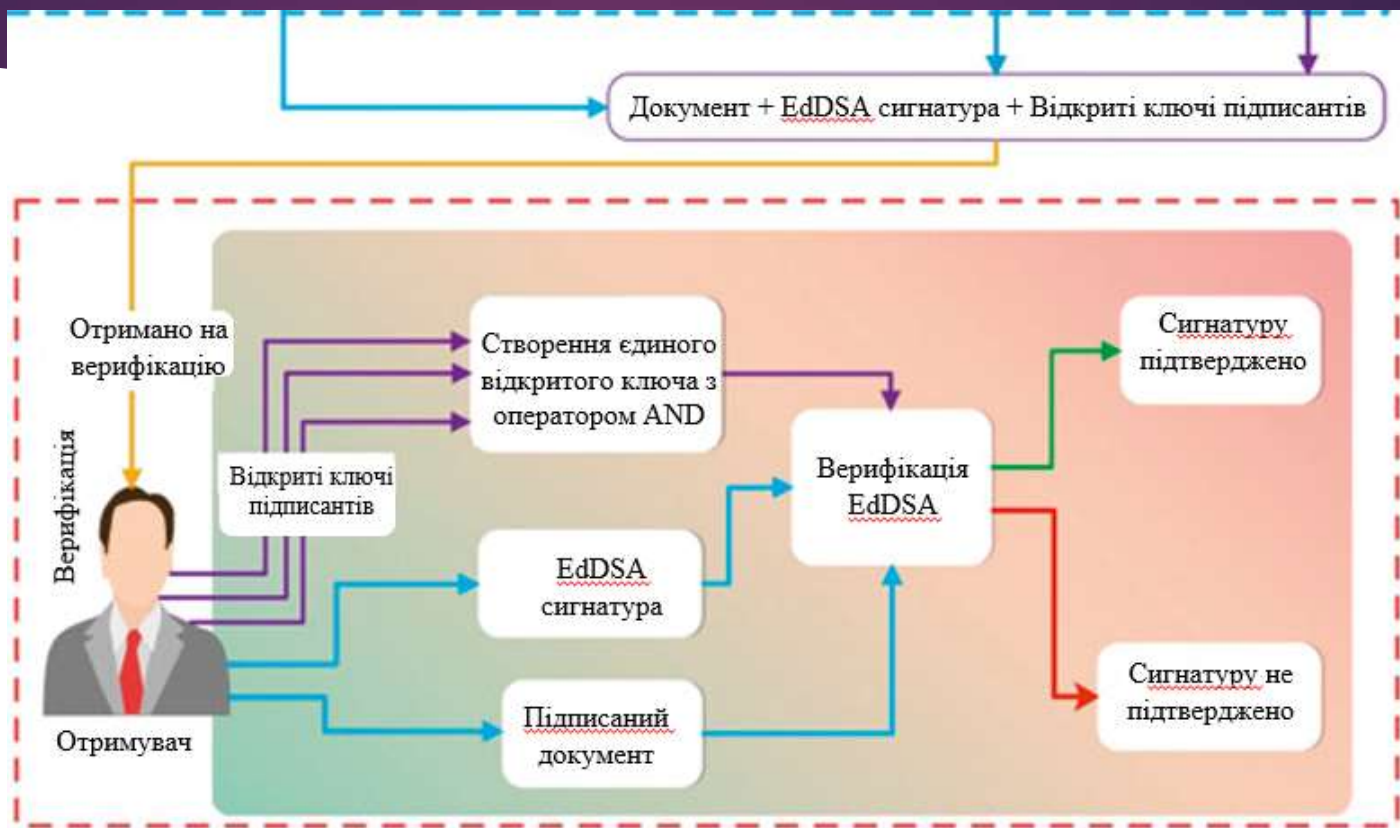 Документ + EdDSA сигнатура + Відкриті ключі підписантів
Отримано на
верифікацію
Верифікація
Відкриті ключі
підписантів
Створення єдиного
відкритого ключа з
оператором AND
Сигнатуру
підтверджено
Верифікація
EdDSA
EdDSA
сигнатура
Підписаний
документ
Сигнатуру не
підтверджено
Отримувач